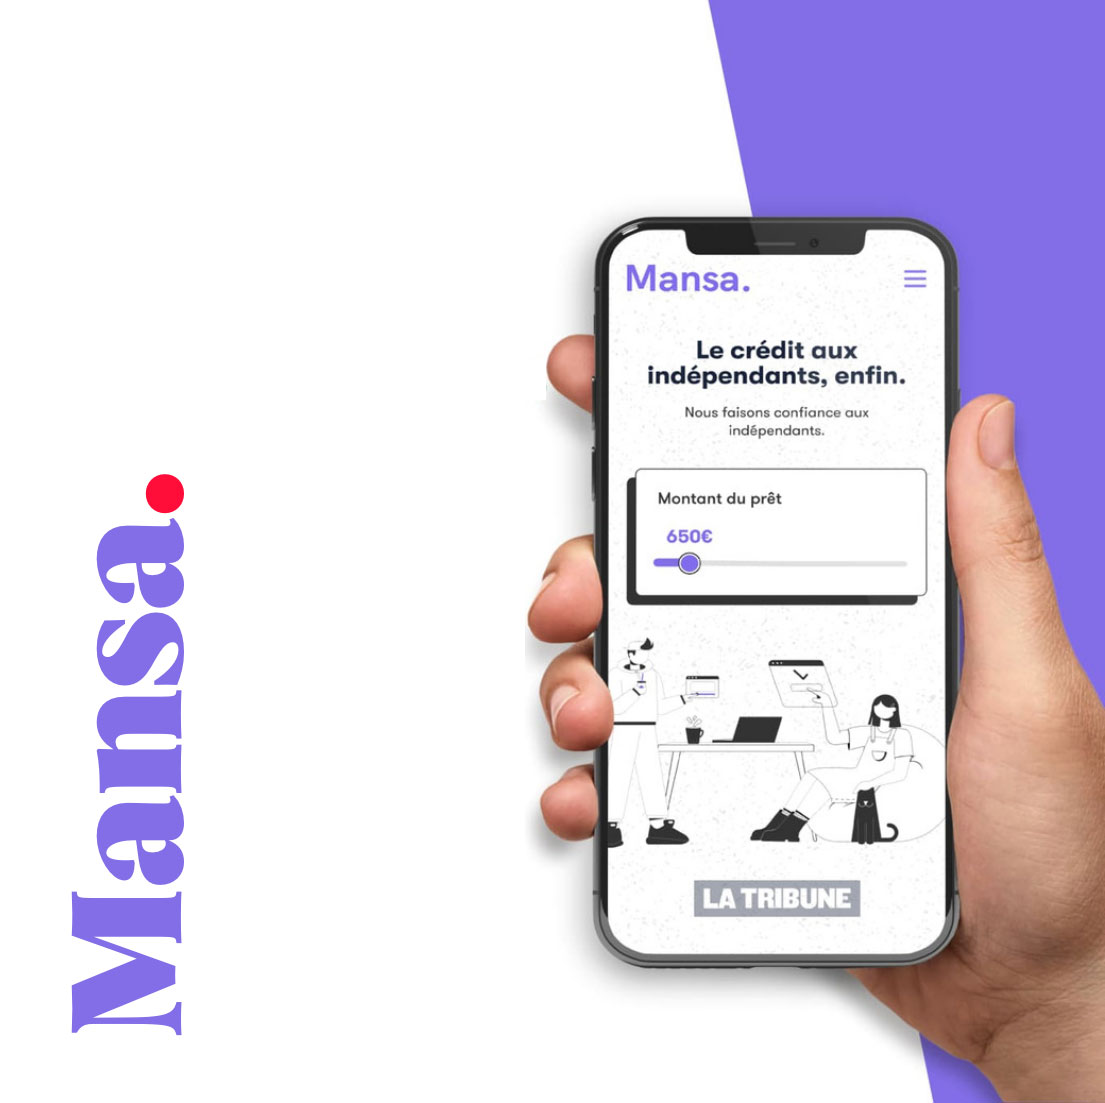 Mansa.
Mansa.
Le crédit aux
indépendants, enfin.
Nous faisons confiance aux
indépendants.
Montant du prêt
650€
LA TRIBUNE